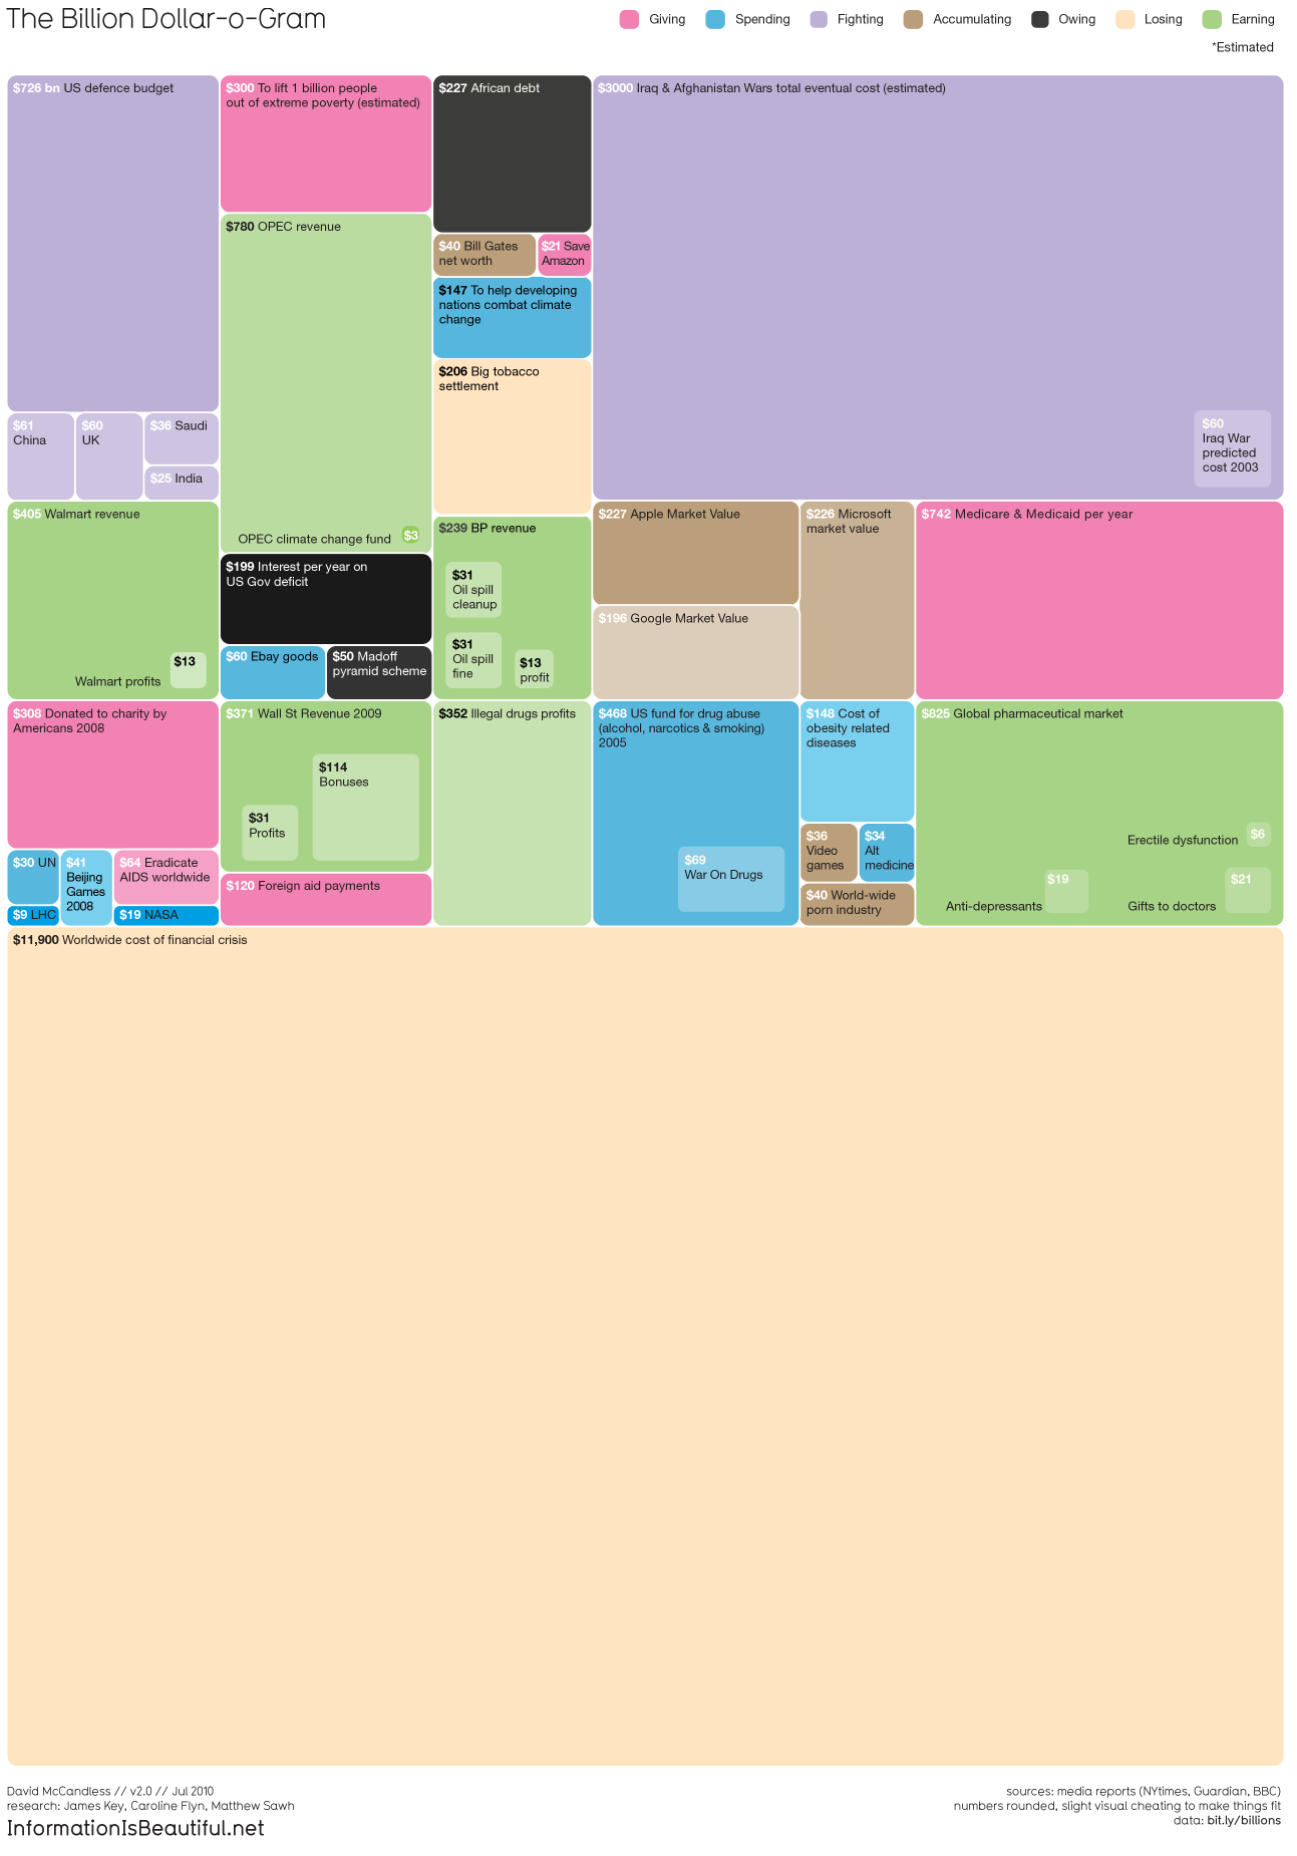 The Billion Dollar-o-Gram
Giving
Spending
Fighting
Accumulating
Owing
Losing
Earning
*Estimated
$726 bn US defence budget
$300 To lift 1 billion people
out of extreme poverty (estimated)
$227 African debt
$3000 Iraq & Afghanistan Wars total eventual cost (estimated)
$780 OPEC revenue
$40 Bill Gates
net worth
$21 Save
Amazon
$147 To help developing
nations combat climate
change
$206 Big tobacco
settlement
$60
Iraq War
predicted
cost 2003
$61
China
$60
UK
$36 Saudi
$25 India
$405 Walmart revenue
OPEC climate change fund $3
$239 BP revenue
$227 Apple Market Value
$226 Microsoft
market value
$742 Medicare & Medicaid per year
$199 Interest per year on
US Gov deficit
$31
Oil spill
cleanup
$196 Google Market Value
$13
Walmart profits
$60 Ebay goods
$50 Madoff
pyramid scheme
$31
Oil spill
fine
$13
profit
$308 Donated to charity by
Americans 2008
$371 Wall St Revenue 2009
$352 Illegal drugs profits
$468 US fund for drug abuse
(alcohol, narcotics & smoking)
2005
$148 Cost of
obesity related
diseases
$825 Global pharmaceutical market
$114
Bonuses
$31
Profits
$69
War On Drugs
$36
Video
games
$34
Alt
medicine
Erectile dysfunction $6
$30 UN
$41
Beijing
Games
2008
$64 Eradicate
AIDS worldwide
$120 Foreign aid payments
$40 World-wide
porn industry
$19
Anti-depressants
$21
Gifts to doctors
$9 LHC
$19 NASA
$11,900 Worldwide cost of financial crisis
David McCandless // v2.0 // Jul 2010
research: James Key, Caroline Flyn, Matthew Sawh
InformationIsBeautiful.net
sources: media reports (NYtimes, Guardian, BBC)
numbers rounded, slight visual cheating to make things fit
data: bit.ly/billions